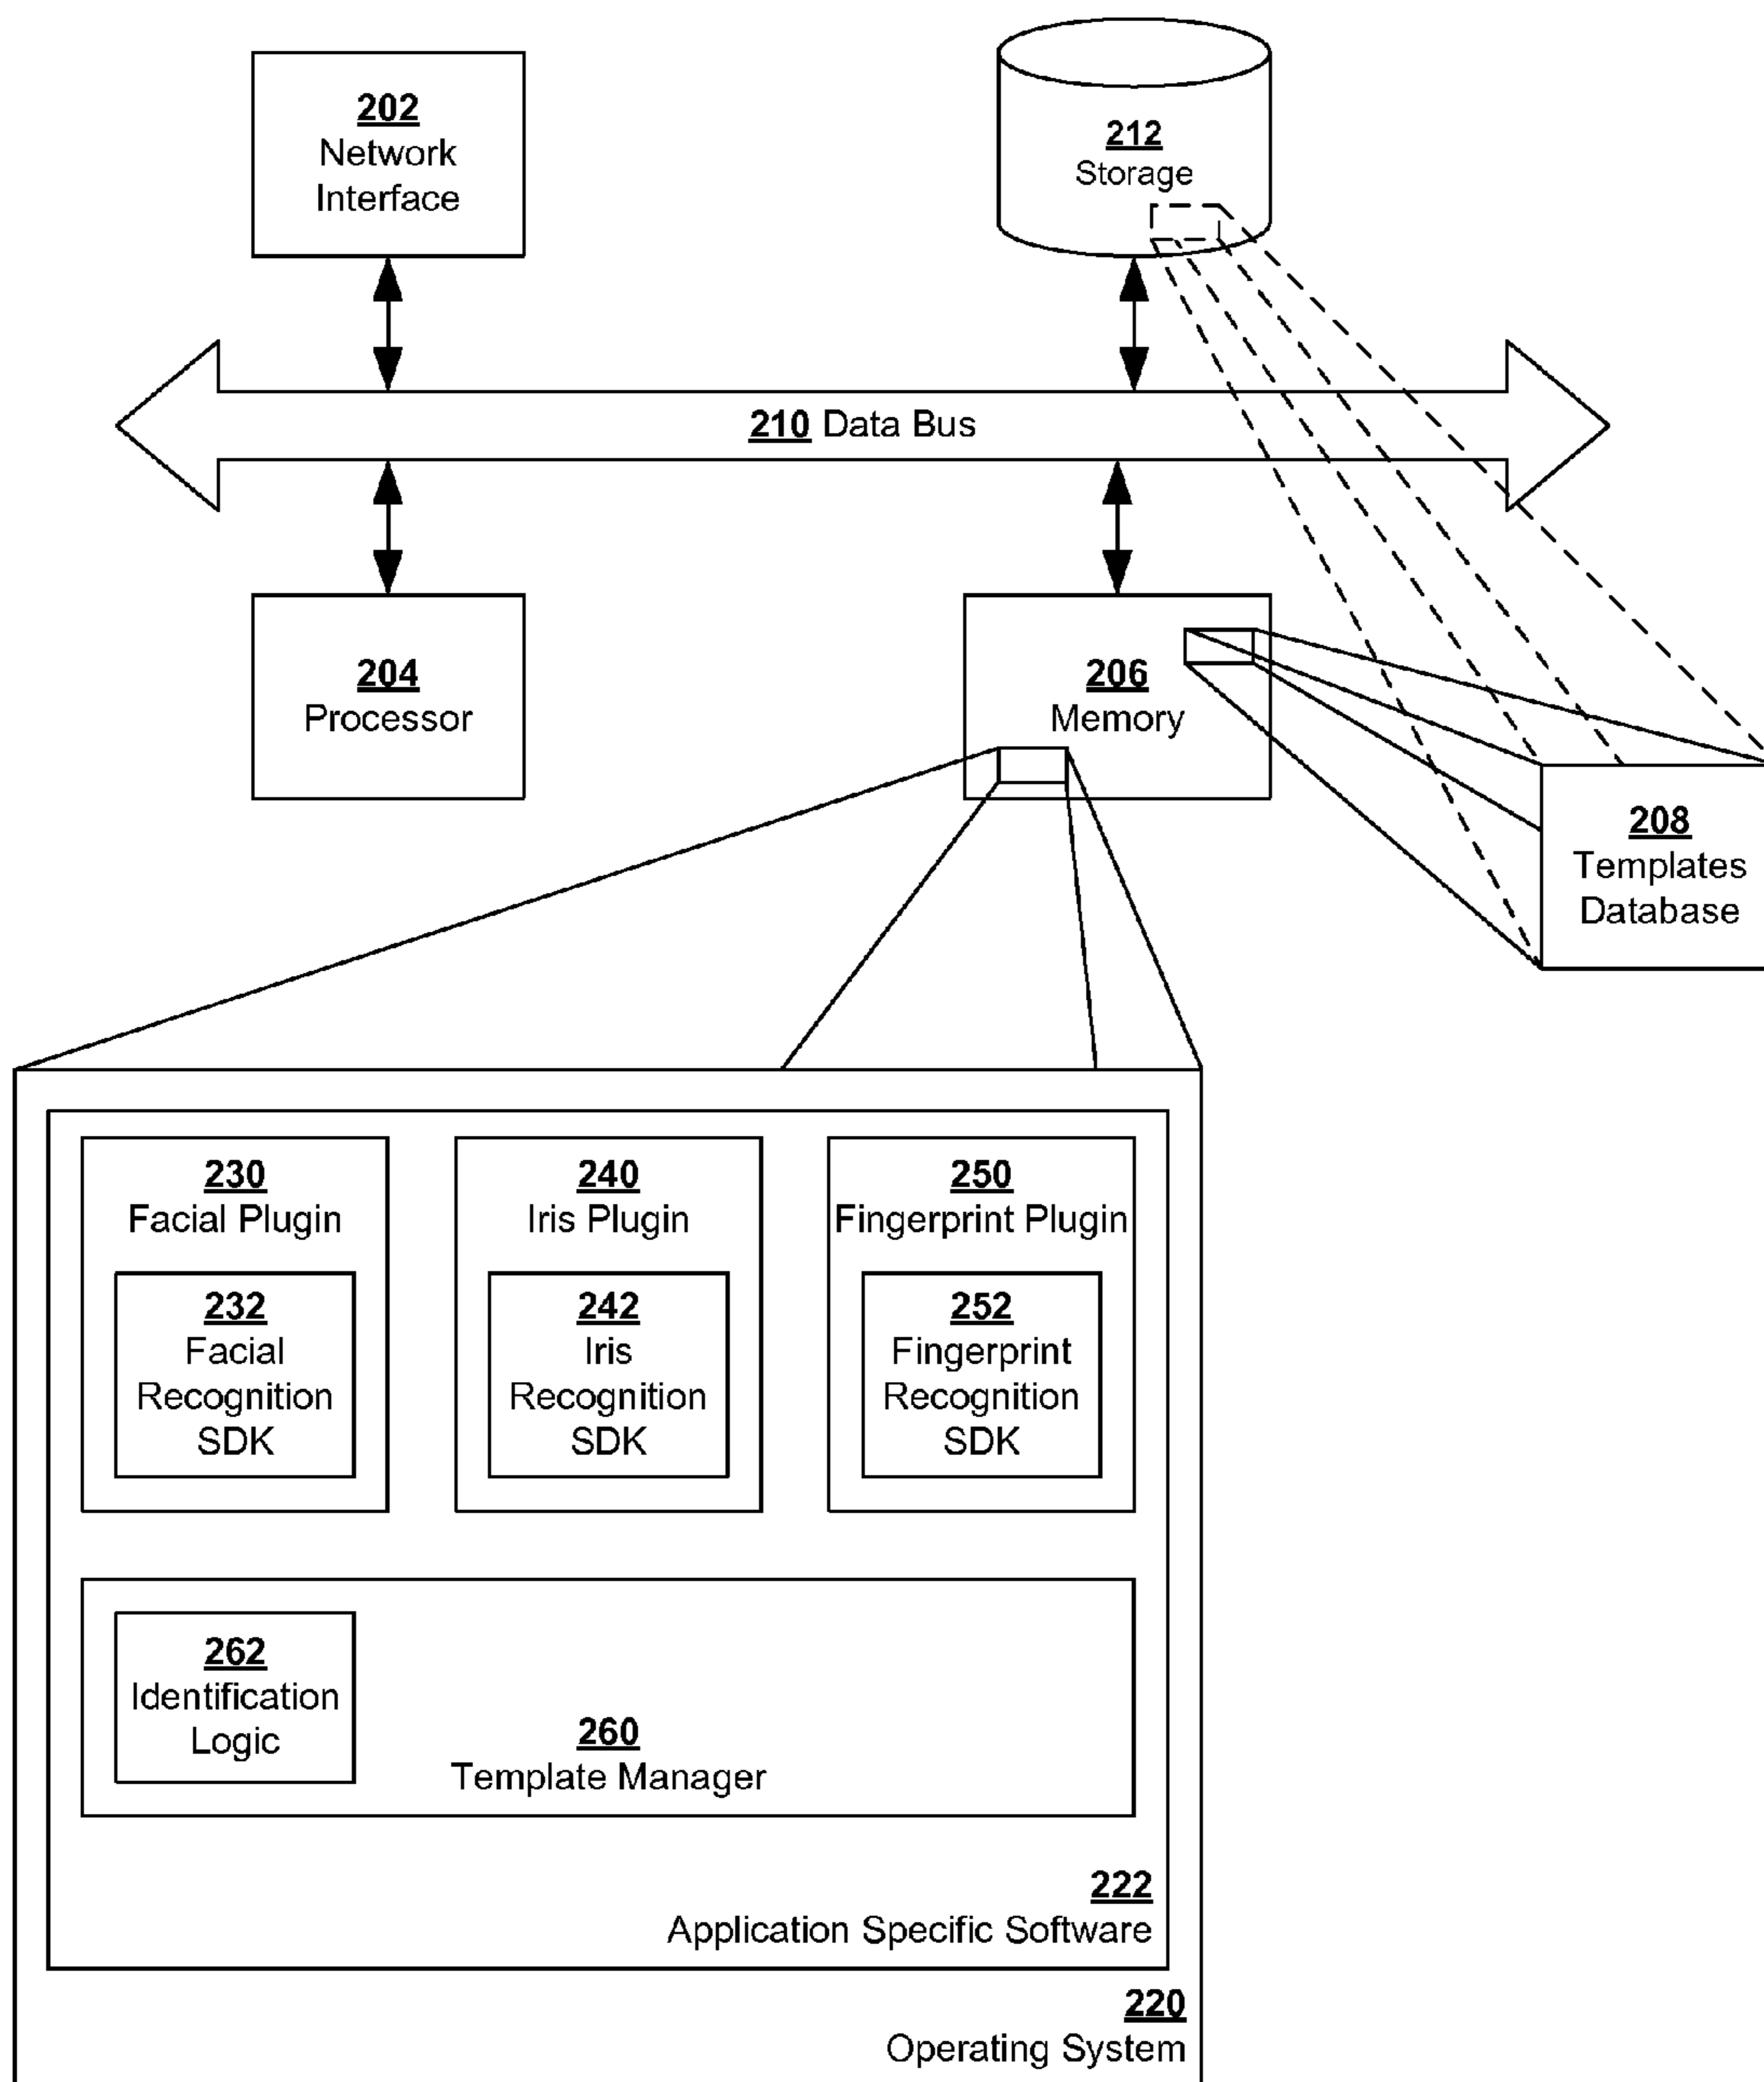 202
Network
Interface
212
Storage
210 Data Bus
204
Processor
206
Memory
208
Templates
Database
230
Facial Plugin
232
Facial
Recognition
SDK
240
Iris Plugin
242
Iris
Recognition
SDK
250
Fingerprint Plugin
252
Fingerprint
Recognition
SDK
262
Identification
Logic
260
Template Manager
222
Application Specific Software
220
Operating System